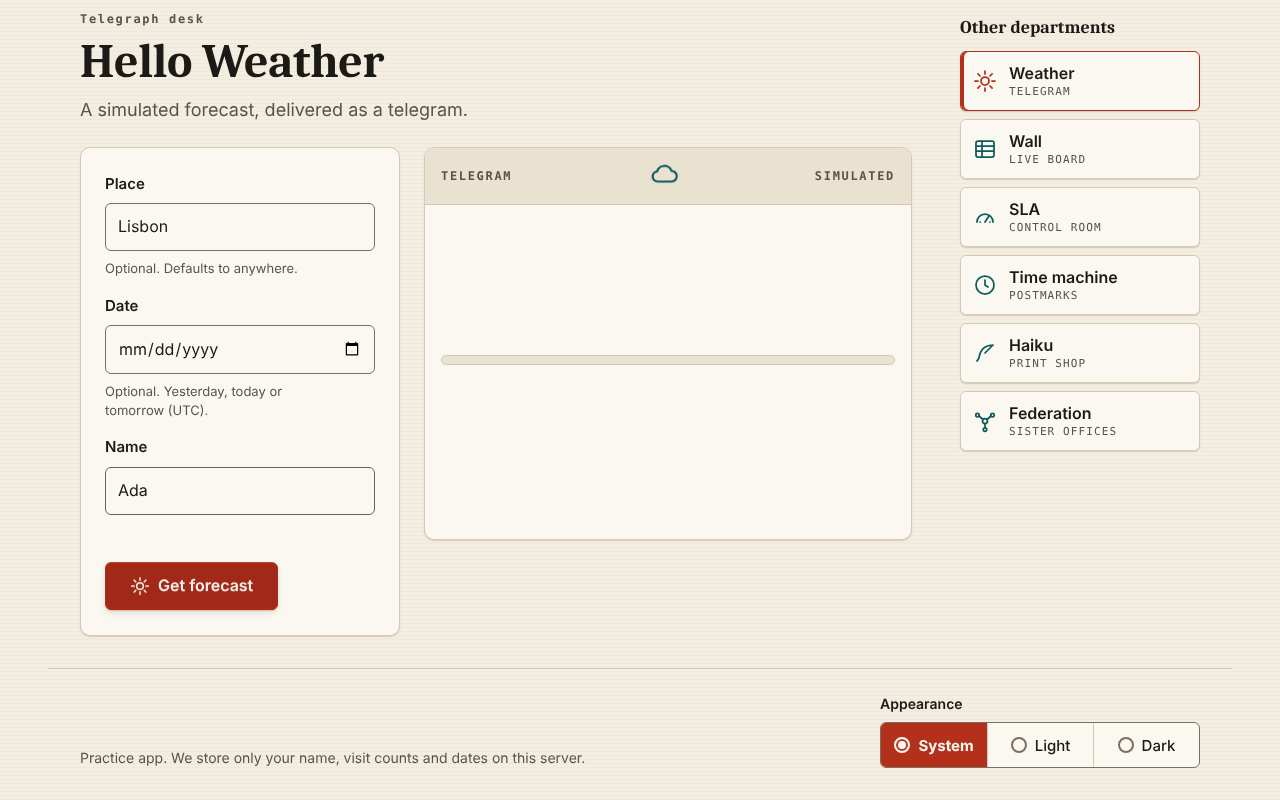 Telegraph desk
Hello Weather
A simulated forecast, delivered as a telegram.
Place
Lisbon
Optional. Defaults to anywhere.
Date
mm/dd/yyyy
Optional. Yesterday, today or
tomorrow (UTC).
Name
Ada
Get forecast
TELEGRAM
SIMULATED
Other departments
Weather
TELEGRAM
Wall
LIVE BOARD
SLA
CONTROL ROOM
Time machine
POSTMARKS
Haiku
PRINT SHOP
Federation
SISTER OFFICES
Practice app. We store only your name, visit counts and dates on this server.
Appearance
System
Light
Dark